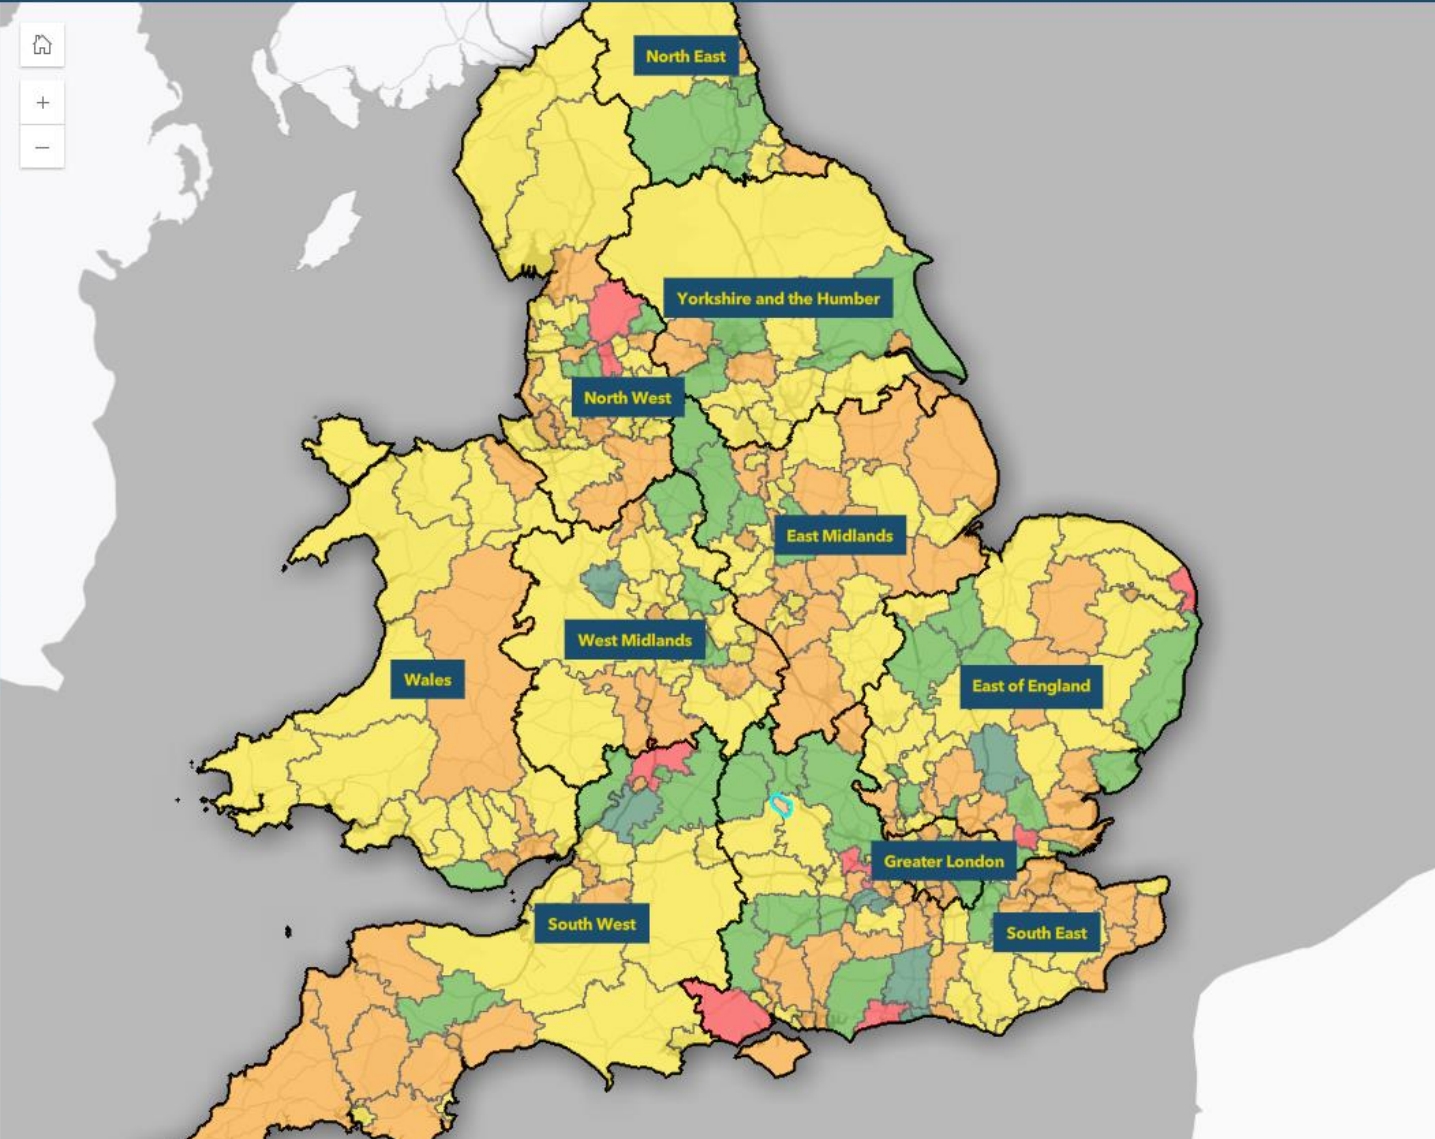 +
−
North East
Yorkshire and the Humber
North West
East Midlands
West Midlands
Wales
East of England
Greater London
South West
South East